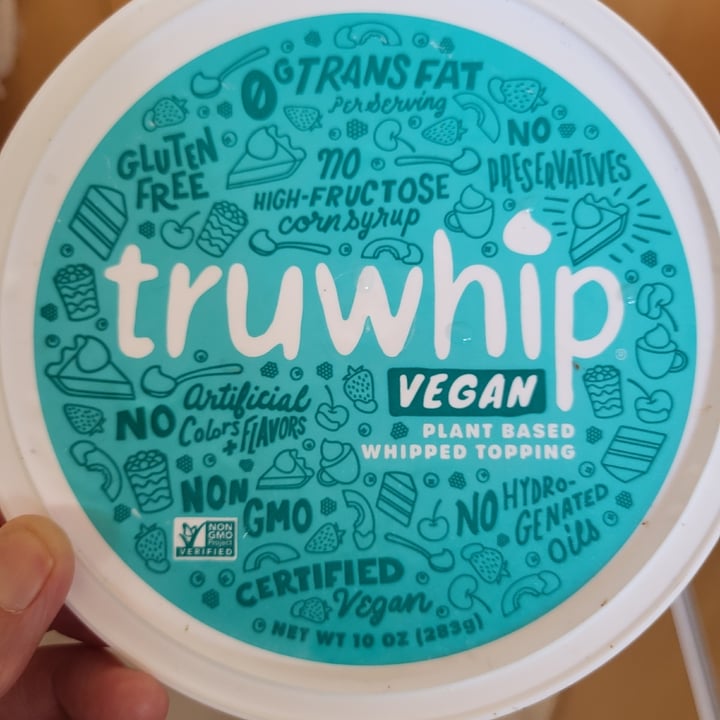 0G TRANS FAT
Per Serving
GLUTEN
FREE
NO
HIGH-FRUCTOSE
corn syrup
NO
PRESERVATIVES
truwhip®
VEGAN
PLANT BASED
WHIPPED TOPPING
NO Artificial
Colors + FLAVORS
NON
GMO
NON
GMO
Project
VERIFIED
NO HYDRO-
GENATED
Oils
CERTIFIED
Vegan
NET WT 10 OZ (283g)